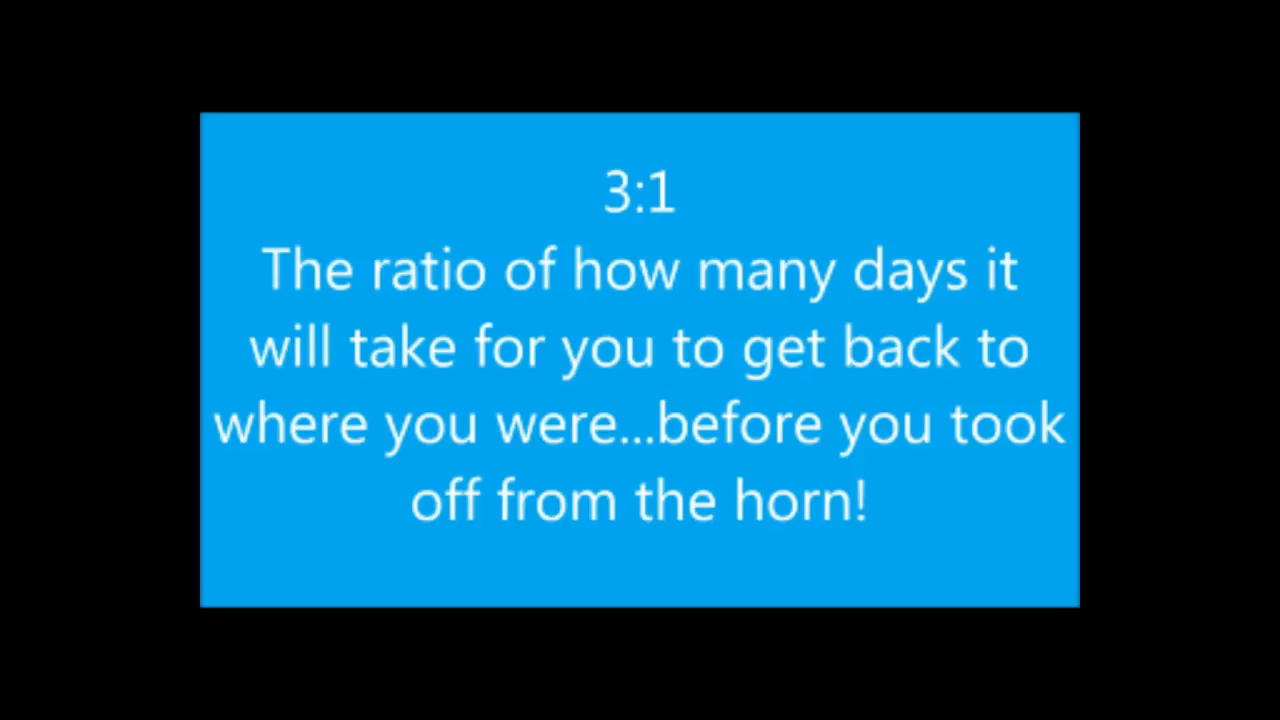 3:1
The ratio of how many days it
will take for you to get back to
where you were...before you took
off from the horn!